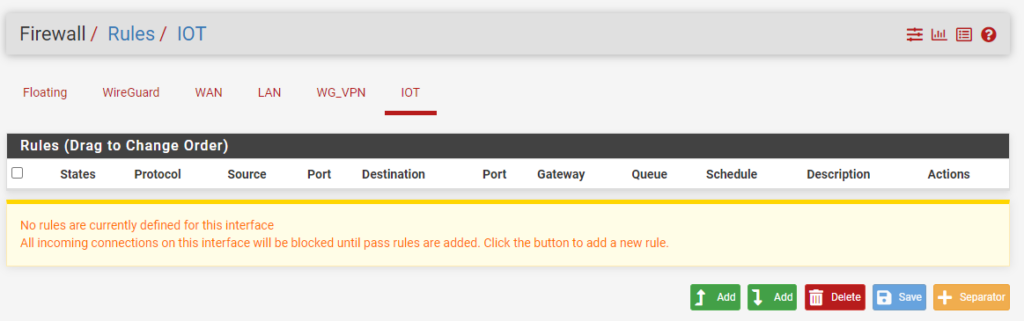 Firewall / Rules / IOT
Floating WireGuard WAN LAN WG_VPN IOT
Rules (Drag to Change Order)
States Protocol Source Port Destination Port Gateway Queue Schedule Description Actions
No rules are currently defined for this interface
All incoming connections on this interface will be blocked until pass rules are added. Click the button to add a new rule.
Add Add Delete Save Separator